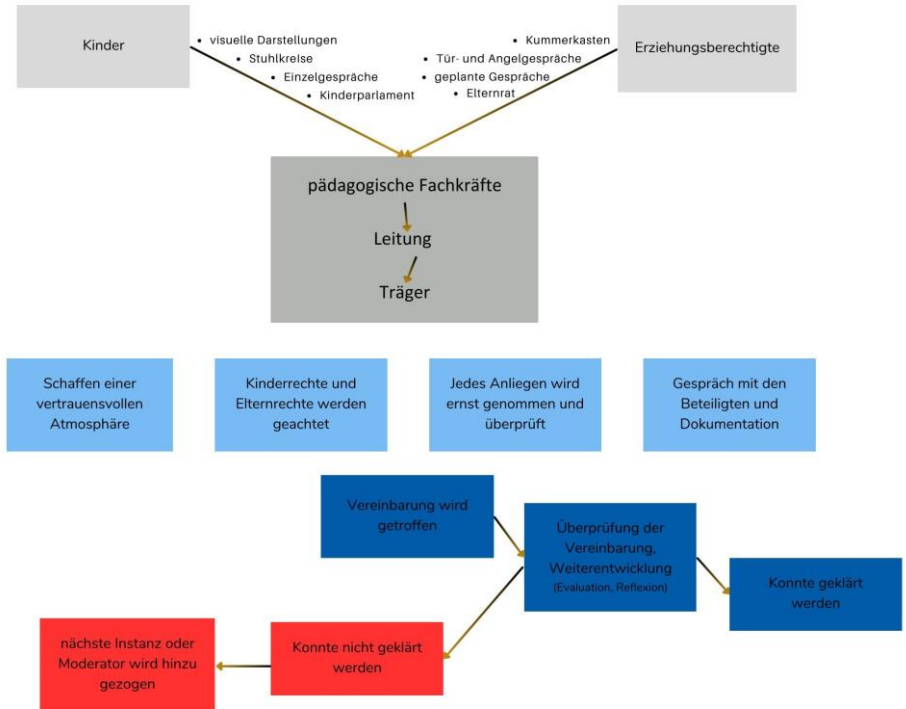 Kinder
• visuelle Darstellungen
• Stuhlkreise
• Einzelgespräche
• Kinderparlament
• Kummerkasten
• Tür- und Angelgespräche
• geplante Gespräche
• Elternrat
Erziehungsberechtigte
pädagogische Fachkräfte
Leitung
Träger
Schaffen einer
vertrauensvollen
Atmosphäre
Kinderrechte und
Elternrechte werden
geachtet
Jedes Anliegen wird
ernst genommen und
überprüft
Gespräch mit den
Beteiligten und
Dokumentation
Vereinbarung wird
getroffen
Überprüfung der
Vereinbarung,
Weiterentwicklung
(Evaluation, Reflexion)
Konnte geklärt
werden
Konnte nicht geklärt
werden
nächste Instanz oder
Moderator wird hinzu
gezogen